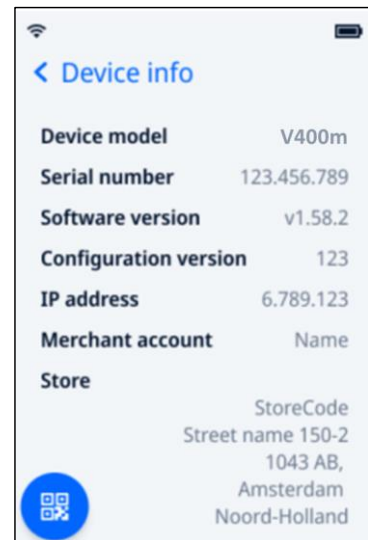 Device info
Device model V400m
Serial number 123.456.789
Software version v1.58.2
Configuration version 123
IP address 6.789.123
Merchant account Name
Store
StoreCode
Street name 150-2
1043 AB,
Amsterdam
Noord-Holland